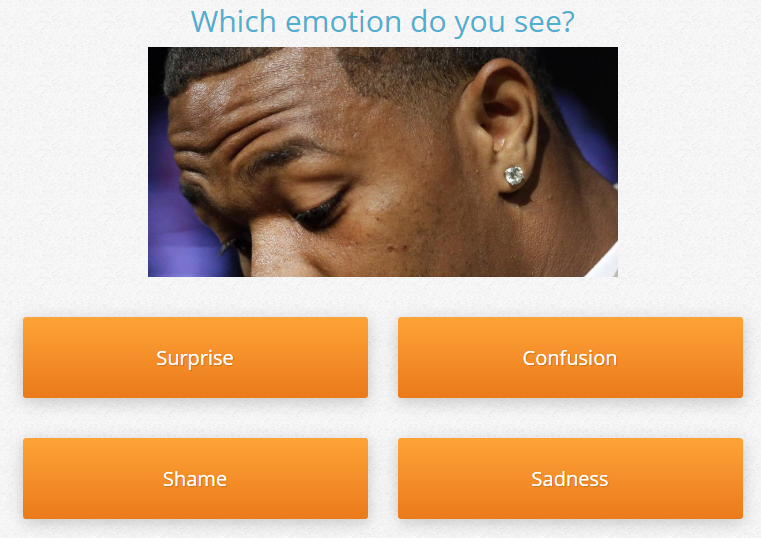 Which emotion do you see?
Surprise
Confusion
Shame
Sadness